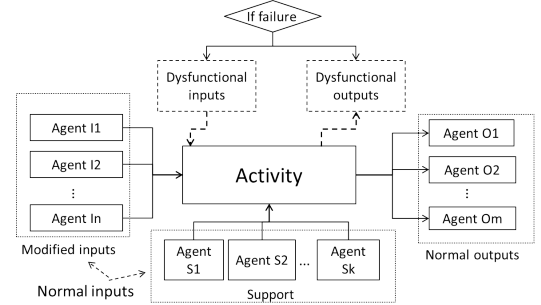 If failure
Dysfunctional
inputs
Dysfunctional
outputs
Agent I1
Agent I2
⋮
Agent In
Modified inputs
Normal inputs
Activity
Agent
S1
Agent S2
...
Agent
Sk
Support
Agent O1
Agent O2
⋮
Agent Om
Normal outputs